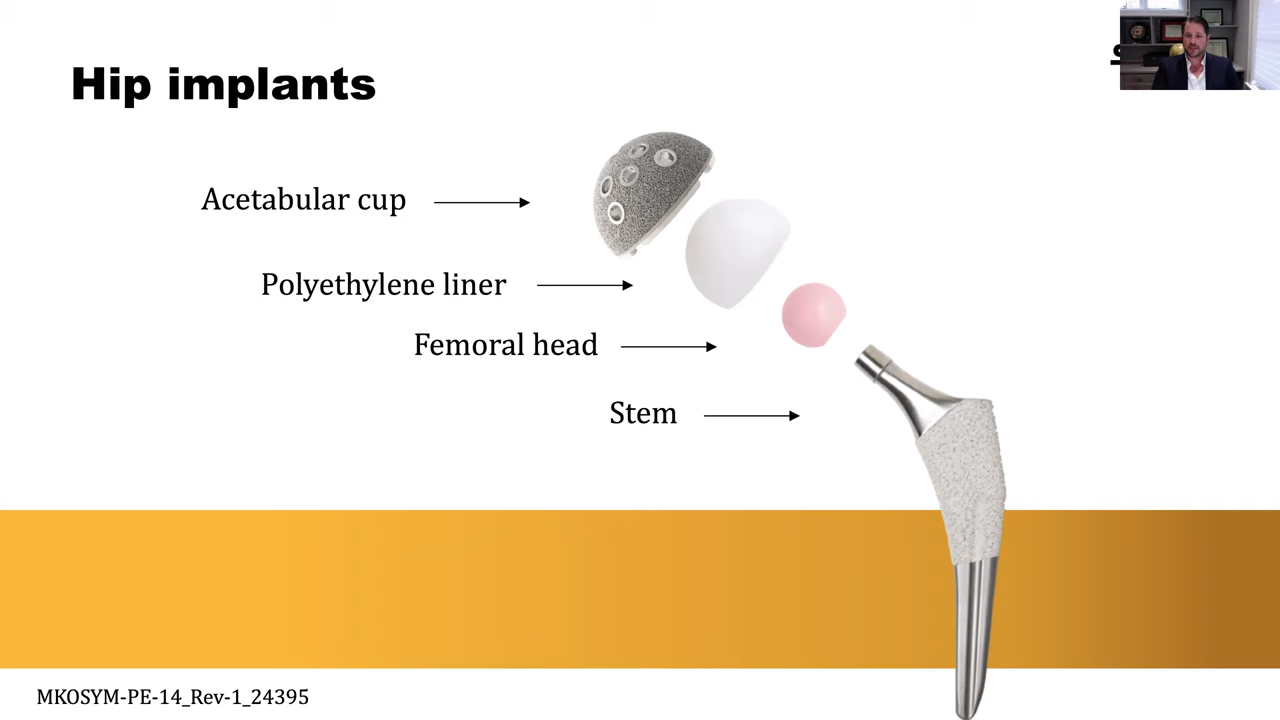 Hip implants
Acetabular cup
Polyethylene liner
Femoral head
Stem
MKOSYM-PE-14_Rev-1_24395